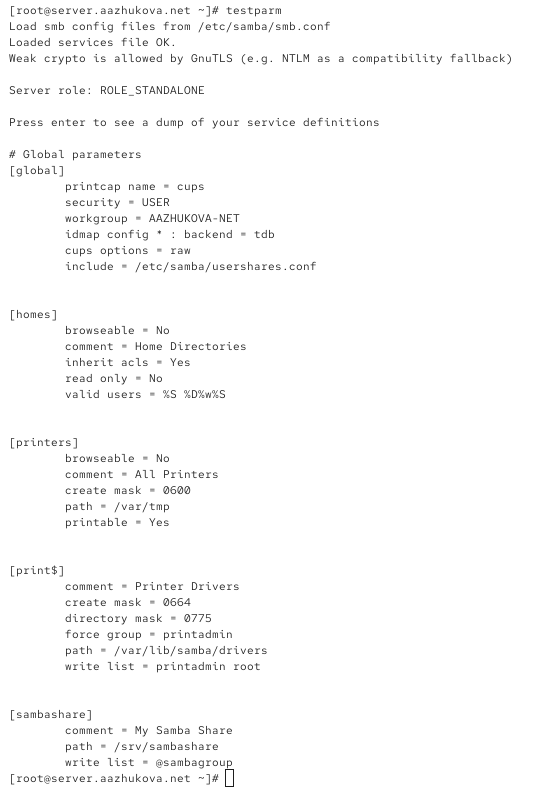 [root@server.aazhukova.net ~]# testparm
Load smb config files from /etc/samba/smb.conf
Loaded services file OK.
Weak crypto is allowed by GnuTLS (e.g. NTLM as a compatibility fallback)

Server role: ROLE_STANDALONE

Press enter to see a dump of your service definitions

# Global parameters
[global]
        printcap name = cups
        security = USER
        workgroup = AAZHUKOVA-NET
        idmap config * : backend = tdb
        cups options = raw
        include = /etc/samba/usershares.conf


[homes]
        browseable = No
        comment = Home Directories
        inherit acls = Yes
        read only = No
        valid users = %S %D%w%S


[printers]
        browseable = No
        comment = All Printers
        create mask = 0600
        path = /var/tmp
        printable = Yes


[print$]
        comment = Printer Drivers
        create mask = 0664
        directory mask = 0775
        force group = printadmin
        path = /var/lib/samba/drivers
        write list = printadmin root


[sambashare]
        comment = My Samba Share
        path = /srv/sambashare
        write list = @sambagroup
[root@server.aazhukova.net ~]#